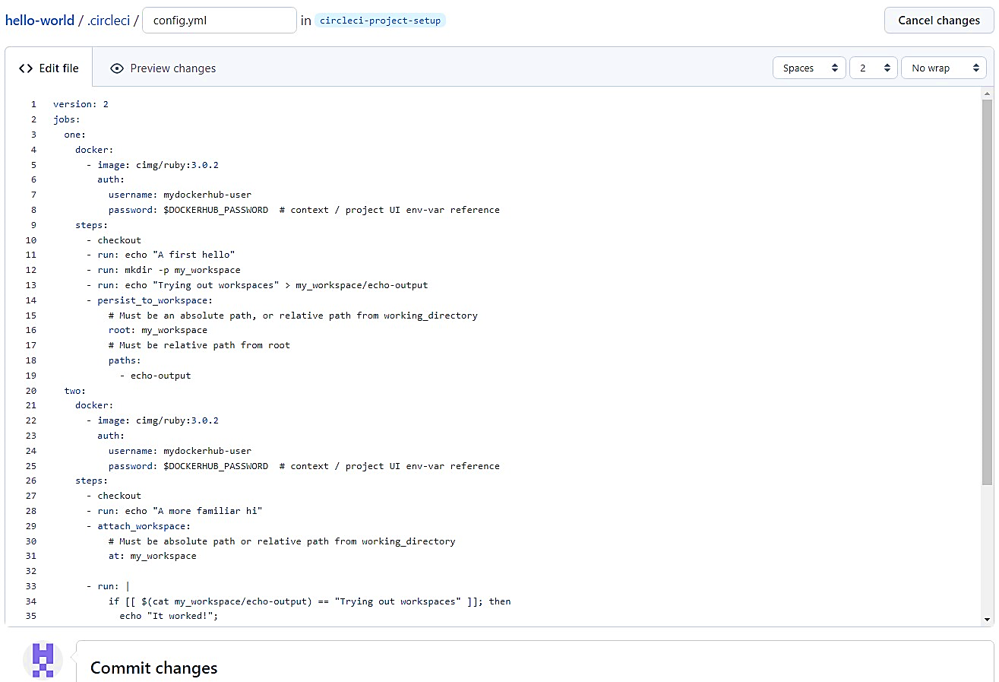 hello-world / .circleci / config.yml in circleci-project-setup Cancel changes
<> Edit file Preview changes Spaces 2 No wrap
1 version: 2
2 jobs:
3   one:
4     docker:
5       - image: cimg/ruby:3.0.2
6         auth:
7           username: mydockerhub-user
8           password: $DOCKERHUB_PASSWORD  # context / project UI env-var reference
9     steps:
10       - checkout
11       - run: echo "A first hello"
12       - run: mkdir -p my_workspace
13       - run: echo "Trying out workspaces" > my_workspace/echo-output
14       - persist_to_workspace:
15           # Must be an absolute path, or relative path from working_directory
16           root: my_workspace
17           # Must be relative path from root
18           paths:
19             - echo-output
20   two:
21     docker:
22       - image: cimg/ruby:3.0.2
23         auth:
24           username: mydockerhub-user
25           password: $DOCKERHUB_PASSWORD  # context / project UI env-var reference
26     steps:
27       - checkout
28       - run: echo "A more familiar hi"
29       - attach_workspace:
30           # Must be absolute path or relative path from working_directory
31           at: my_workspace
32
33       - run: |
34           if [[ $(cat my_workspace/echo-output) == "Trying out workspaces" ]]; then
35             echo "It worked!";
Commit changes